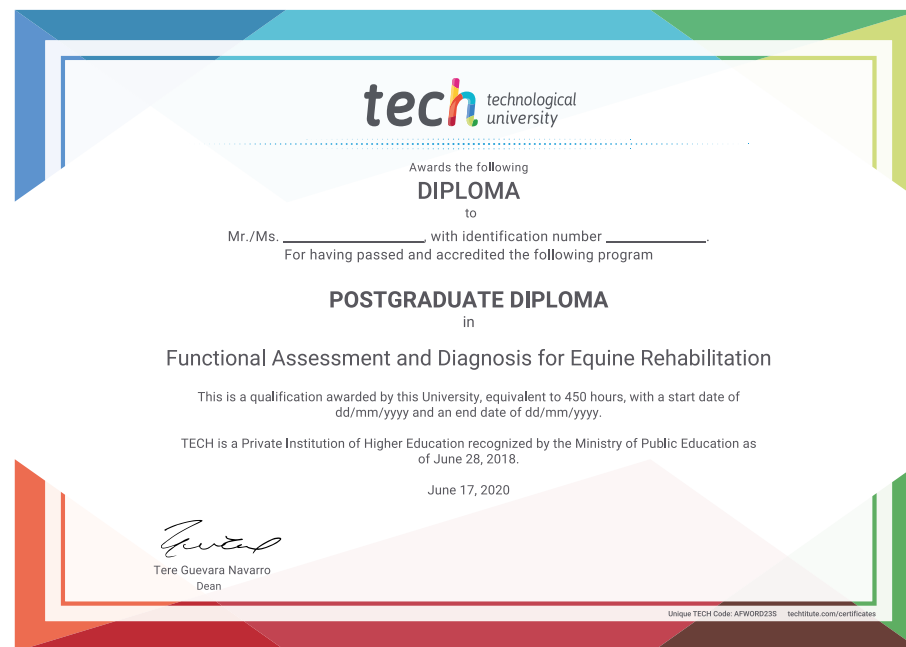 tech technological
university
Awards the following
DIPLOMA
to
Mr./Ms. ____________, with identification number ____________.
For having passed and accredited the following program
POSTGRADUATE DIPLOMA
in
Functional Assessment and Diagnosis for Equine Rehabilitation
This is a qualification awarded by this University, equivalent to 450 hours, with a start date of
dd/mm/yyyy and an end date of dd/mm/yyyy.
TECH is a Private Institution of Higher Education recognized by the Ministry of Public Education as
of June 28, 2018.
June 17, 2020
Tere Guevara Navarro
Dean
Unique TECH Code: AFWORD23S techtitute.com/certificates